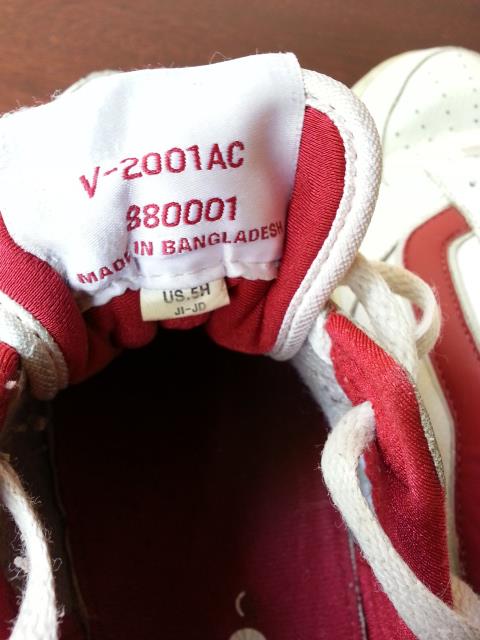 V-2001AC
880001
MADE IN BANGLADESH
US.5H
JI-JD